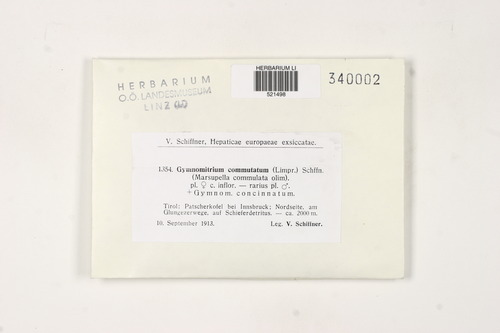 HERBARIUM
O.Ö. LANDESMUSEUM
LINZ
HERBARIUM LI
521498
340002
V. Schiffner, Hepaticae europaeae exsiccatae.
1354. Gymnomitrium commutatum (Limpr.) Schffn.
(Marsupella commutata olim).
pl. ♀ c. inflor. — rarius pl. ♂.
* Gymnom. concinnatum.
Tirol: Patscherkofel bei Innsbruck; Nordseite, am
Glungezerwege, auf Schieferdetritus. — ca. 2000 m.
10. September 1913.
Leg. V. Schiffner.